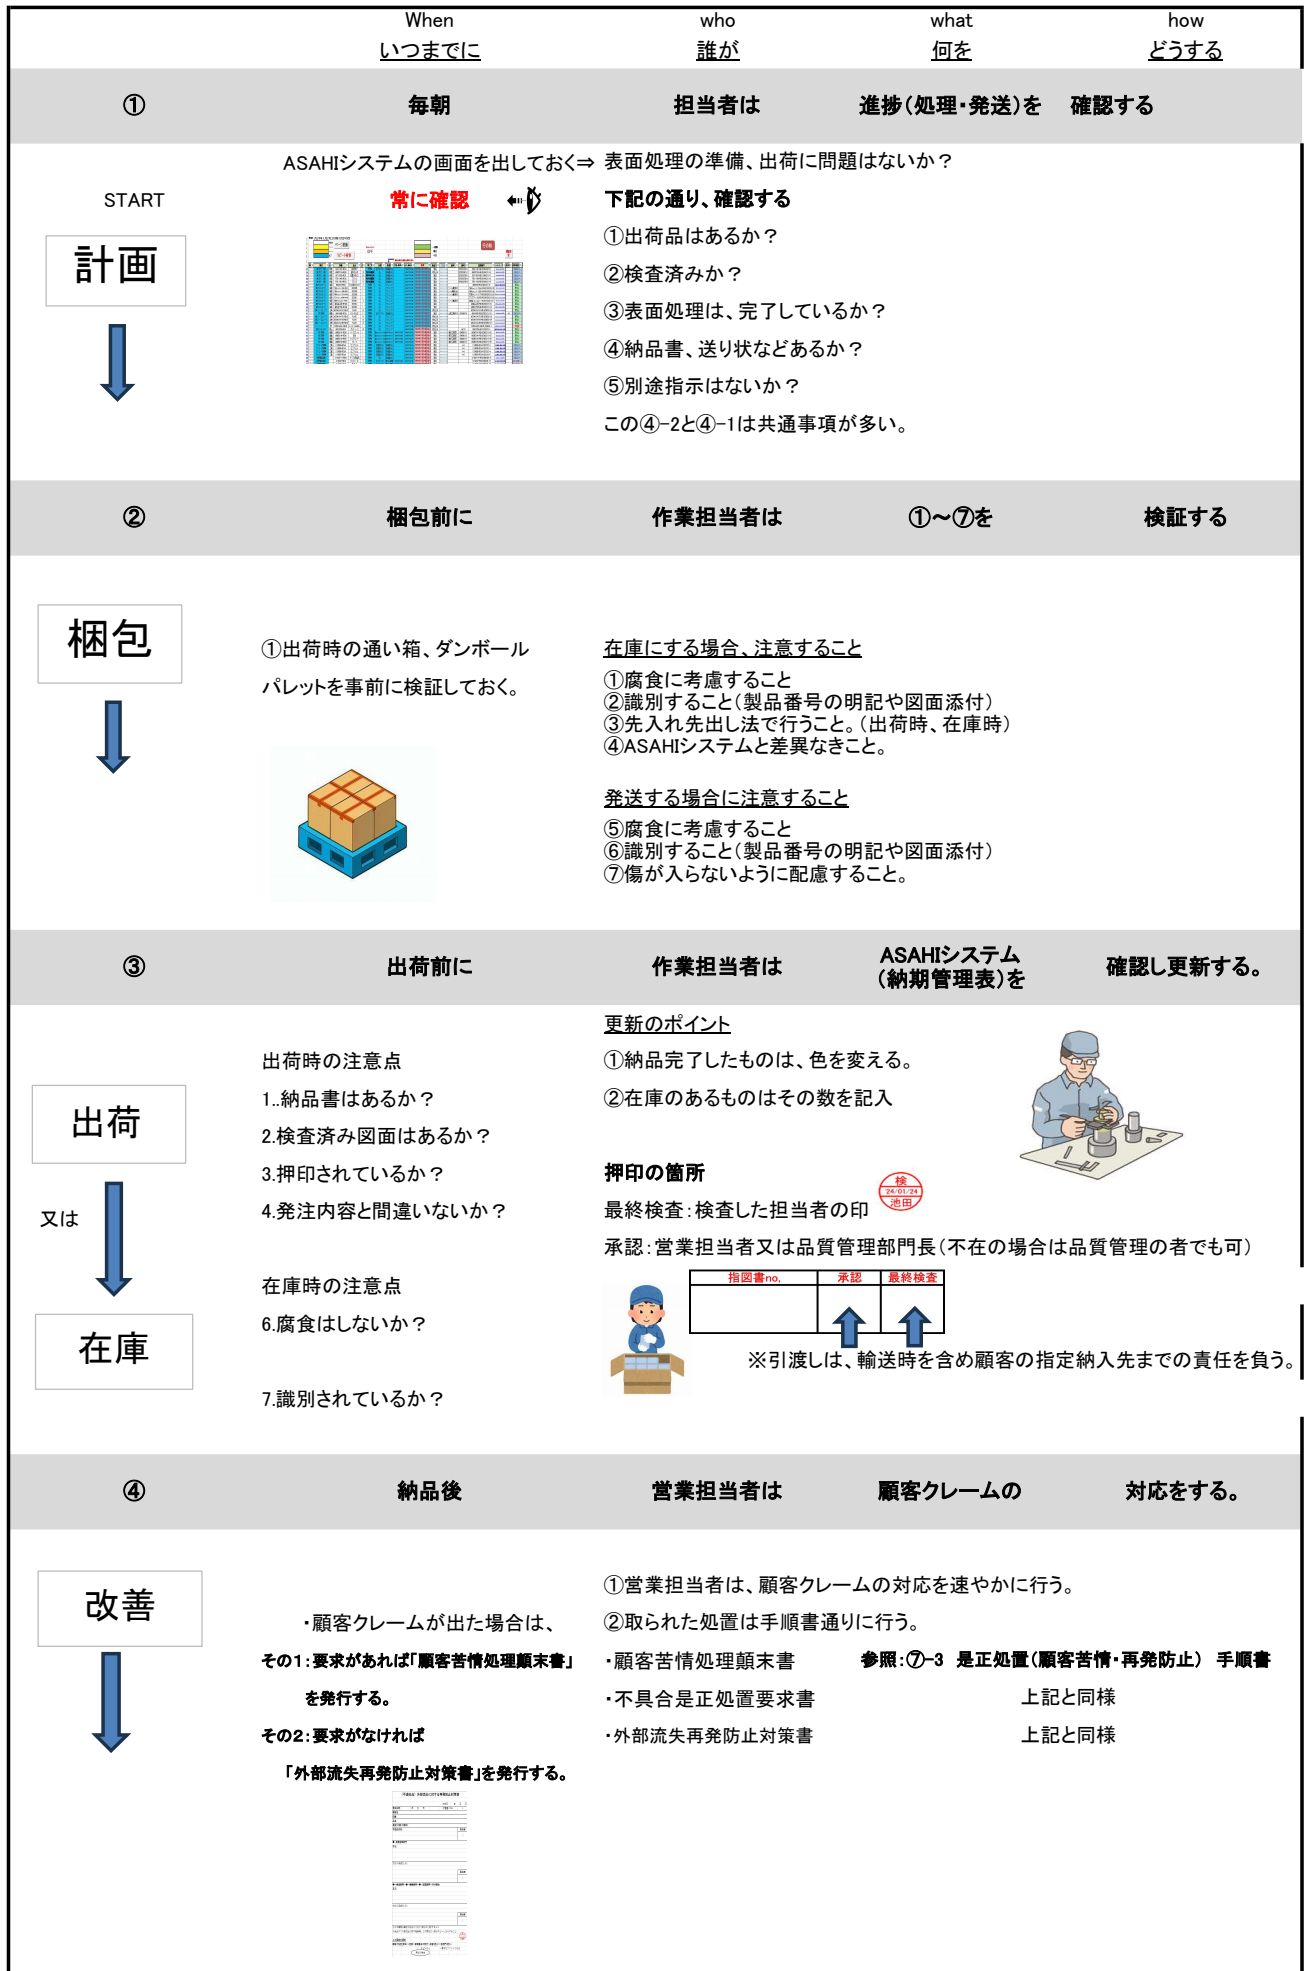 When who what how
いつまでに 誰が 何を どうする
① 毎朝 担当者は 進捗（処理・発送）を 確認する
ASAHIシステムの画面を出しておく⇒ 表面処理の準備、出荷に問題はないか？
START 常に確認 下記の通り、確認する
計画
①出荷品はあるか？
②検査済みか？
③表面処理は、完了しているか？
④納品書、送り状などあるか？
⑤別途指示はないか？
この④-2と④-1は共通事項が多い。
② 梱包前に 作業担当者は ①～⑦を 検証する
梱包
①出荷時の通い箱、ダンボール
パレットを事前に検証しておく。
在庫にする場合、注意すること
①腐食に考慮すること
②識別すること（製品番号の明記や図面添付）
③先入れ先出し法で行うこと。（出荷時、在庫時）
④ASAHIシステムと差異なきこと。
発送する場合に注意すること
⑤腐食に考慮すること
⑥識別すること（製品番号の明記や図面添付）
⑦傷が入らないように配慮すること。
③ 出荷前に 作業担当者は ASAHIシステム
（納期管理表）を 確認し更新する。
出荷
又は
在庫
出荷時の注意点
1..納品書はあるか？
2.検査済み図面はあるか？
3.押印されているか？
4.発注内容と間違いないか？
在庫時の注意点
6.腐食はしないか？
7.識別されているか？
更新のポイント
①納品完了したものは、色を変える。
②在庫のあるものはその数を記入
押印の箇所
最終検査：検査した担当者の印
検
24/01/24
池田
承認：営業担当者又は品質管理部門長（不在の場合は品質管理の者でも可）
指図書no, 承認 最終検査
※引渡しは、輸送時を含め顧客の指定納入先までの責任を負う。
④ 納品後 営業担当者は 顧客クレームの 対応をする。
改善
・顧客クレームが出た場合は、
その１：要求があれば「顧客苦情処理顛末書」
を発行する。
その２：要求がなければ
「外部流失再発防止対策書」を発行する。
①営業担当者は、顧客クレームの対応を速やかに行う。
②取られた処置は手順書通りに行う。
・顧客苦情処理顛末書 参照：⑦-3 是正処置（顧客苦情・再発防止） 手順書
・不具合是正処置要求書 上記と同様
・外部流失再発防止対策書 上記と同様